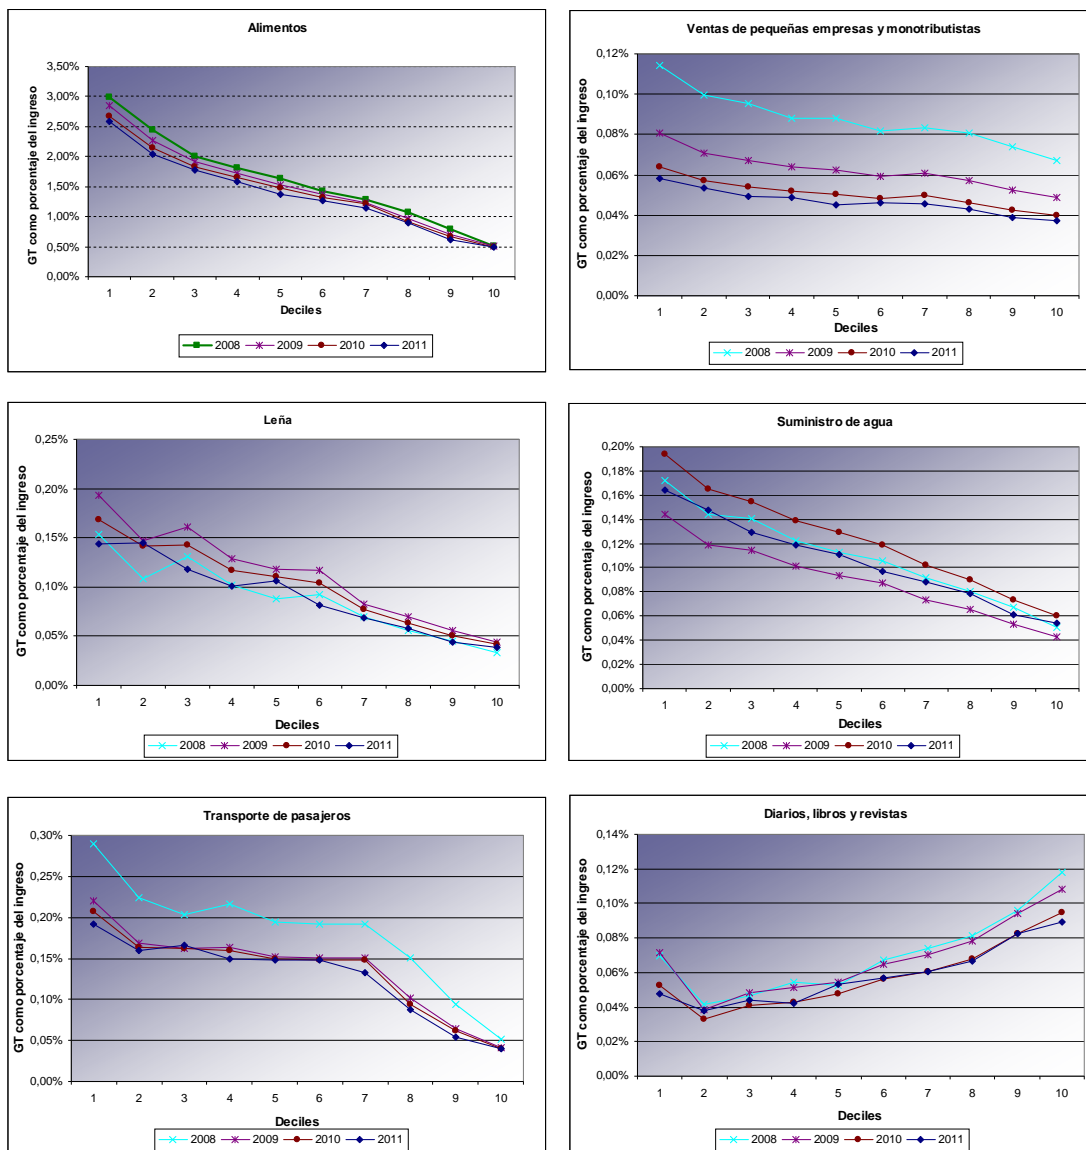 Alimentos
GT como porcentaje del ingreso
3,50%
3,00%
2,50%
2,00%
1,50%
1,00%
0,50%
0,00%
1 2 3 4 5 6 7 8 9 10
Deciles
2008 2009 2010 2011
Ventas de pequeñas empresas y monotributistas
GT como porcentaje del ingreso
0,12%
0,10%
0,08%
0,06%
0,04%
0,02%
0,00%
1 2 3 4 5 6 7 8 9 10
Deciles
2008 2009 2010 2011
Leña
GT como porcentaje del ingreso
0,25%
0,20%
0,15%
0,10%
0,05%
0,00%
1 2 3 4 5 6 7 8 9 10
Deciles
2008 2009 2010 2011
Suministro de agua
GT como porcentaje del ingreso
0,20%
0,18%
0,16%
0,14%
0,12%
0,10%
0,08%
0,06%
0,04%
0,02%
0,00%
1 2 3 4 5 6 7 8 9 10
Deciles
2008 2009 2010 2011
Transporte de pasajeros
GT como porcentaje del ingreso
0,30%
0,25%
0,20%
0,15%
0,10%
0,05%
0,00%
1 2 3 4 5 6 7 8 9 10
Deciles
2008 2009 2010 2011
Diarios, libros y revistas
GT como porcentaje del ingreso
0,14%
0,12%
0,10%
0,08%
0,06%
0,04%
0,02%
0,00%
1 2 3 4 5 6 7 8 9 10
Deciles
2008 2009 2010 2011